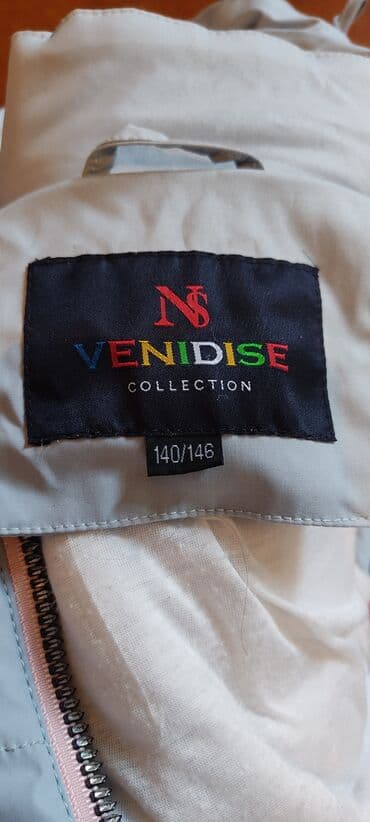 NS
VENIDISE
COLLECTION
140/146